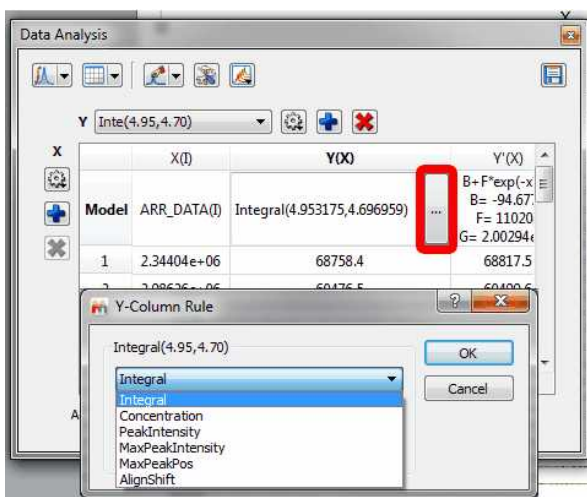 Y
Data Analysis
Y Inte(4.95,4.70)
X
X(I) Y(X) Y'(X)
Model ARR_DATA(I) Integral(4.953175,4.696959) ... B+F*exp(-x
B= -94.67
F= 11020
G= 2.00294e
1 2.34404e+06 68758.4 68817.5
Y-Column Rule
Integral(4.95,4.70)
OK
Integral
Cancel
Integral
Concentration
PeakIntensity
MaxPeakIntensity
MaxPeakPos
AlignShift
A